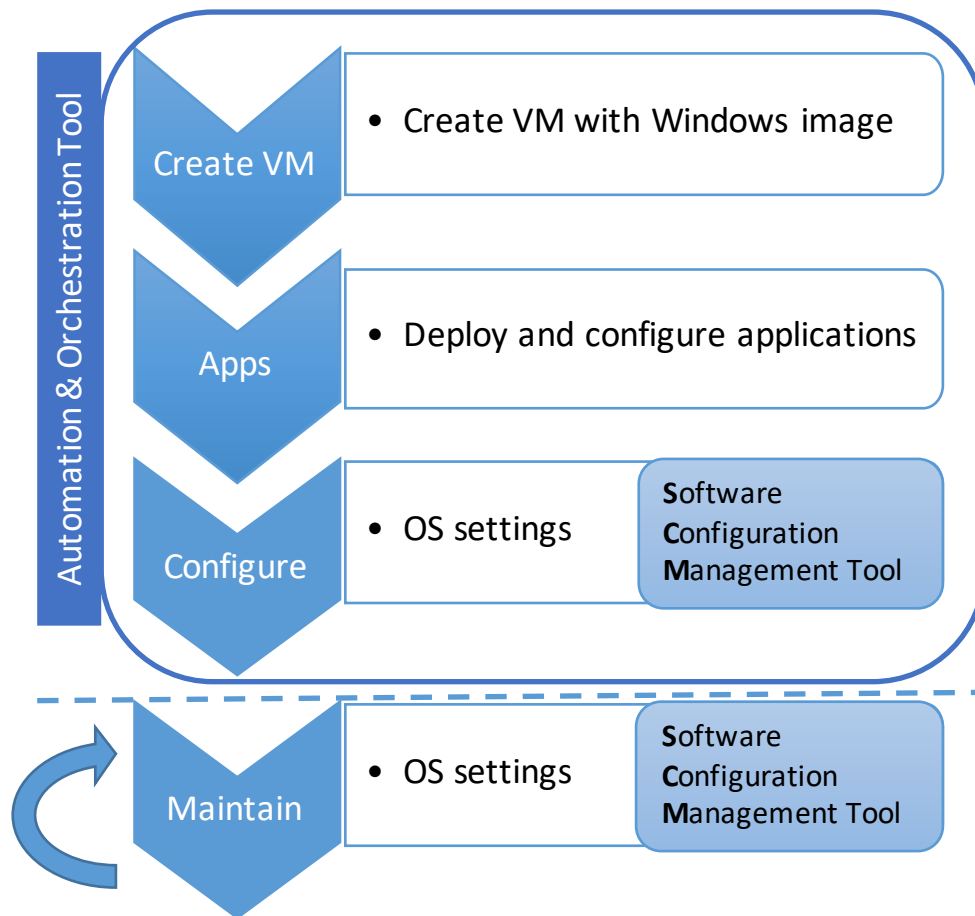 Automation & Orchestration Tool
Create VM
• Create VM with Windows image
Apps
• Deploy and configure applications
Configure
• OS settings
Software
Configuration
Management Tool
Maintain
• OS settings
Software
Configuration
Management Tool